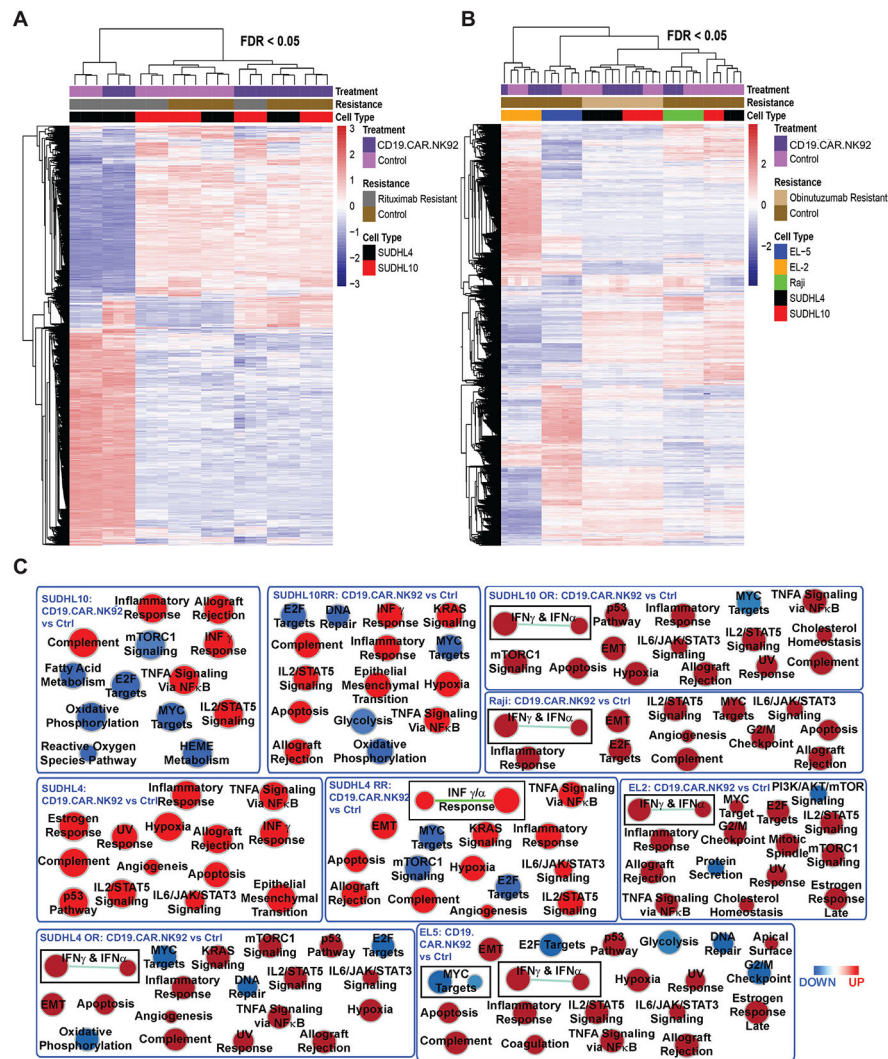 A
FDR < 0.05
Treatment
Resistance
Cell Type
3
2
1
0
−1
−2
−3
Treatment
CD19.CAR.NK92
Control
Resistance
Rituximab Resistant
Control
Cell Type
SUDHL4
SUDHL10
B
FDR < 0.05
Treatment
Resistance
Cell Type
2
0
−2
Treatment
CD19.CAR.NK92
Control
Resistance
Obinutuzumab Resistant
Control
Cell Type
EL-5
EL-2
Raji
SUDHL4
SUDHL10
C
SUDHL10:
CD19.CAR.NK92
vs Ctrl
Inflammatory
Response
Allograft
Rejection
Complement
mTORC1
Signaling
INF γ
Response
Fatty Acid
Metabolism
E2F
Targets
TNFA Signaling
Via NFκB
Oxidative
Phosphorylation
MYC
Targets
IL2/STAT5
Signaling
Reactive Oxygen
Species Pathway
HEME
Metabolism
SUDHL10RR: CD19.CAR.NK92 vs Ctrl
E2F
Targets
DNA
Repair
INF γ
Response
KRAS
Signaling
Complement
Inflammatory
Response
MYC
Targets
IL2/STAT5
Signaling
Epithelial
Mesenchymal
Transition
Hypoxia
Apoptosis
Glycolysis
TNFA Signaling
Via NFκB
Allograft
Rejection
Oxidative
Phosphorylation
SUDHL10 OR: CD19.CAR.NK92 vs Ctrl
IFNγ & IFNα
p53
Pathway
Inflammatory
Response
MYC
Targets
TNFA Signaling
via NFκB
EMT
IL6/JAK/STAT3
Signaling
IL2/STAT5
Signaling
Cholesterol
Homeostasis
mTORC1
Signaling
Apoptosis
Hypoxia
Allograft
Rejection
UV
Response
Complement
Raji: CD19.CAR.NK92 vs Ctrl
IFNγ & IFNα
IL2/STAT5
Signaling
MYC
Targets
IL6/JAK/STAT3
Signaling
EMT
Angiogenesis
G2/M
Checkpoint
Apoptosis
Inflammatory
Response
E2F
Targets
Complement
Allograft
Rejection
SUDHL4:
CD19.CAR.NK92 vs Ctrl
Inflammatory
Response
TNFA Signaling
Via NFκB
Estrogen
Response
UV
Response
Hypoxia
Allograft
Rejection
INF γ
Response
Complement
Angiogeneis
Apoptosis
p53
Pathway
IL2/STAT5
Signaling
IL6/JAK/STAT3
Signaling
Epithelial
Mesenchymal
Transition
SUDHL4 RR:
CD19.CAR.NK92
vs Ctrl
INF γ/α
Response
TNFA Signaling
Via NFκB
EMT
MYC
Targets
KRAS
Signaling
Inflammatory
Response
Apoptosis
mTORC1
Signaling
Hypoxia
IL6/JAK/STAT3
Signaling
Allograft
Rejection
E2F
Targets
Angiogenesis
IL2/STAT5
Signaling
EL2: CD19.CAR.NK92 vs Ctrl
PI3K/AKT/mTOR
Signaling
IFNγ & IFNα
MYC
Target
E2F
Targets
IL2/STAT5
Signaling
Inflammatory
Response
G2/M
Checkpoint
Mitotic
Spindle
mTORC1
Signaling
Allograft
Rejection
Protein
Secretion
UV
Response
TNFA Signaling
via NFκB
Cholesterol
Homeostasis
Estrogen
Response
Late
SUDHL4 OR: CD19.CAR.NK92 vs Ctrl
IFNγ & IFNα
MYC
Targets
KRAS
Signaling
mTORC1
Signaling
p53
Pathway
E2F
Targets
Inflammatory
Response
DNA
Repair
IL2/STAT5
Signaling
IL6/JAK/STAT3
Signaling
EMT
Apoptosis
Angiogenesis
TNFA Signaling
via NFκB
Hypoxia
Oxidative
Phosphorylation
Complement
UV
Response
Allograft
Rejection
EL5: CD19.
CAR.NK92
vs Ctrl
EMT
E2F Targets
p53
Pathway
Glycolysis
DNA
Repair
Apical
Surface
MYC
Targets
IFNγ & IFNα
Hypoxia
UV
Response
G2/M
Checkpoint
Apoptosis
Inflammatory
Response
IL2/STAT5
Signaling
IL6/JAK/STAT3
Signaling
Estrogen
Response
Late
Complement
Coagulation
TNFA Signaling
via NFκB
Allograft
Rejection
DOWN UP